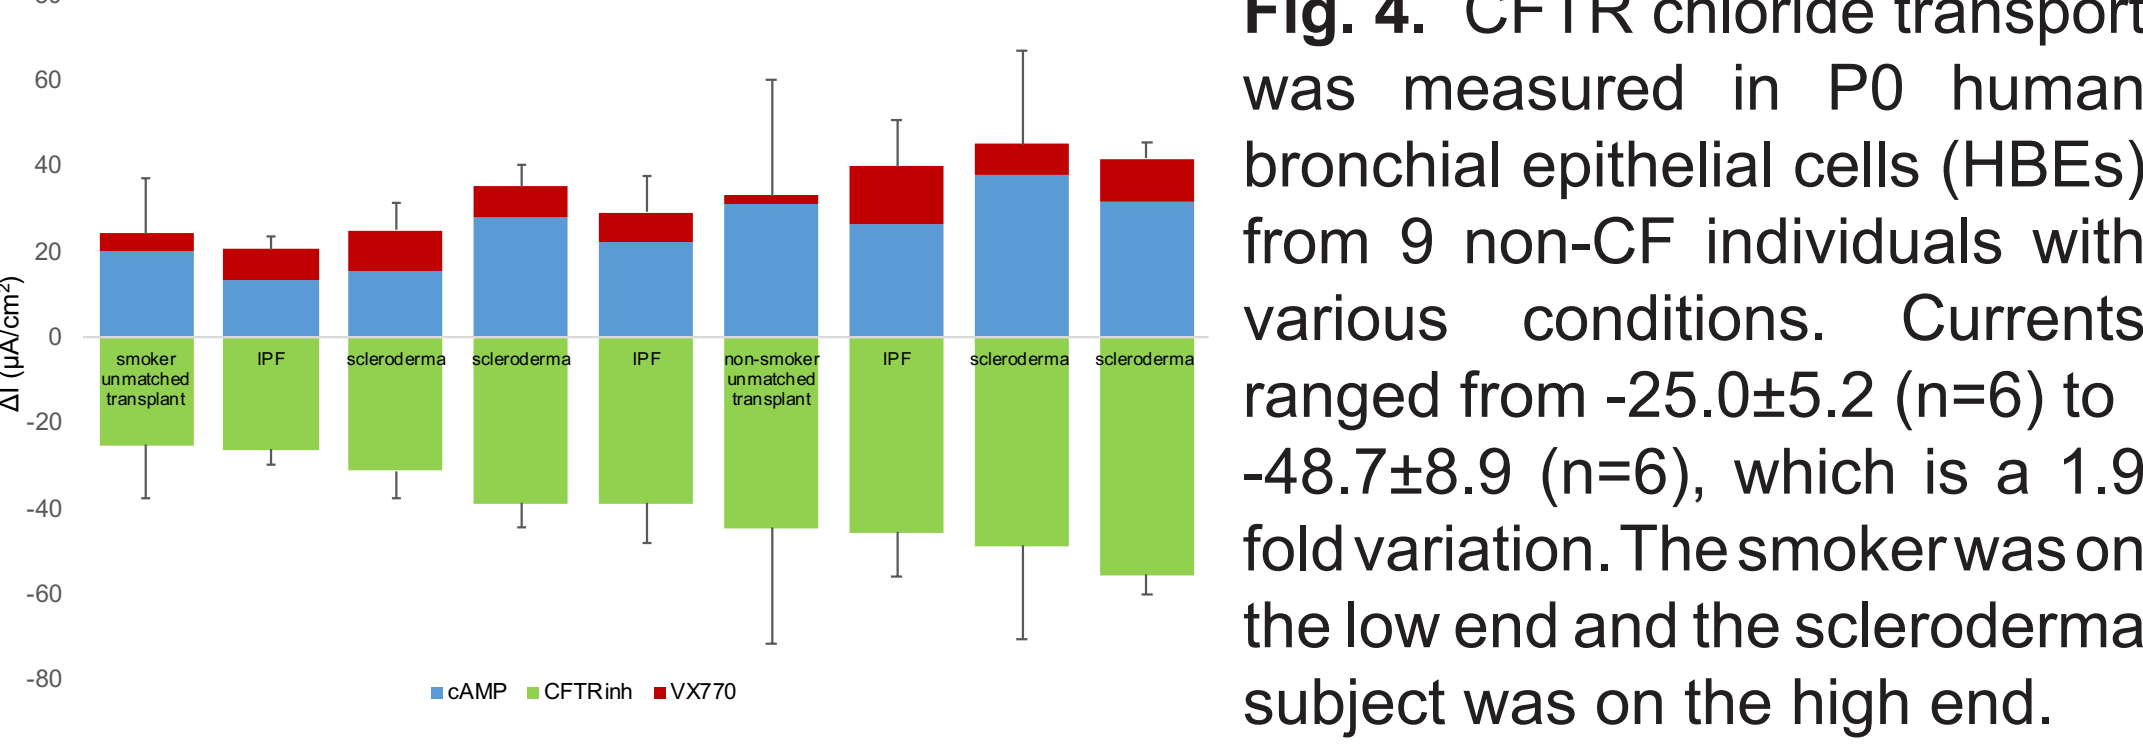 80
60
40
20
0
-20
-40
-60
-80
ΔI (μA/cm²)
smoker
unmatched
transplant
IPF
scleroderma
scleroderma
IPF
non-smoker
unmatched
transplant
IPF
scleroderma
scleroderma
cAMP CFTRinh VX770
Fig. 4. CFTR chloride transport
was measured in P0 human
bronchial epithelial cells (HBEs)
from 9 non-CF individuals with
various conditions. Currents
ranged from -25.0±5.2 (n=6) to
-48.7±8.9 (n=6), which is a 1.9
fold variation. The smoker was on
the low end and the scleroderma
subject was on the high end.